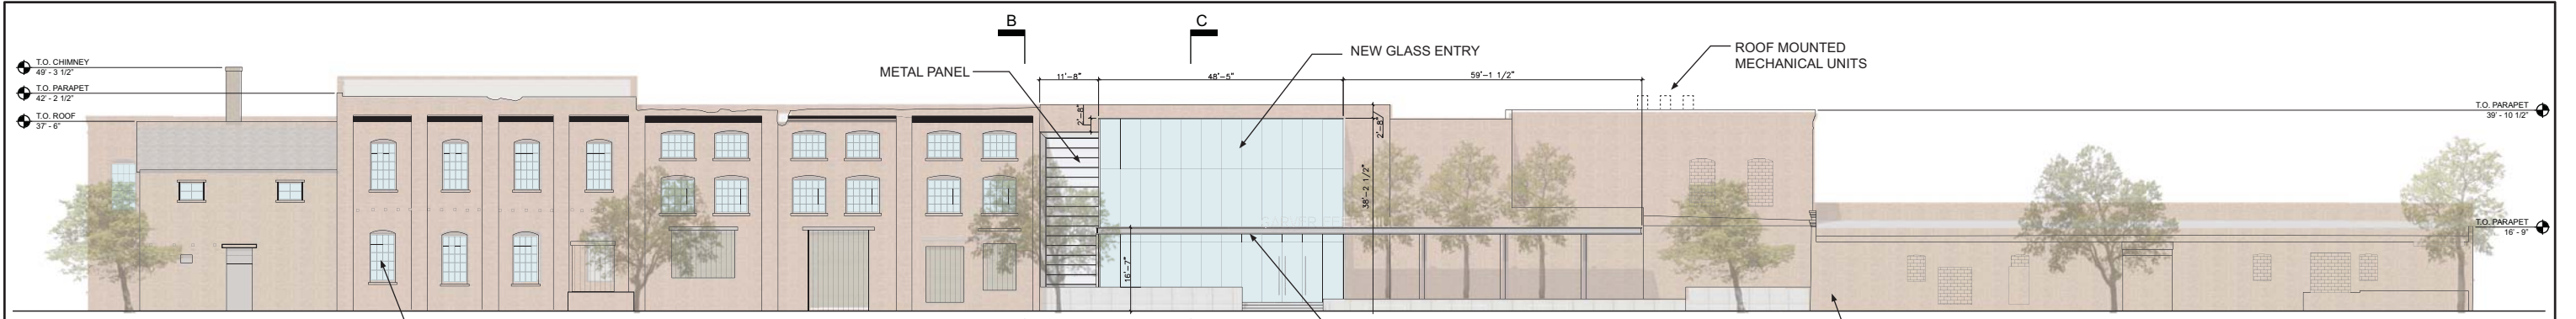 B
C
NEW GLASS ENTRY
ROOF MOUNTED
MECHANICAL UNITS
T.O. CHIMNEY
49' - 3 1/2"
METAL PANEL
11'-8"
48'-5"
59'-1 1/2"
T.O. PARAPET
42' - 2 1/2"
T.O. PARAPET
39' - 10 1/2"
2'-8"
2'-8"
T.O. ROOF
37' - 6"
38'-2 1/2"
T.O. PARAPET
16' - 9"
16'-7"